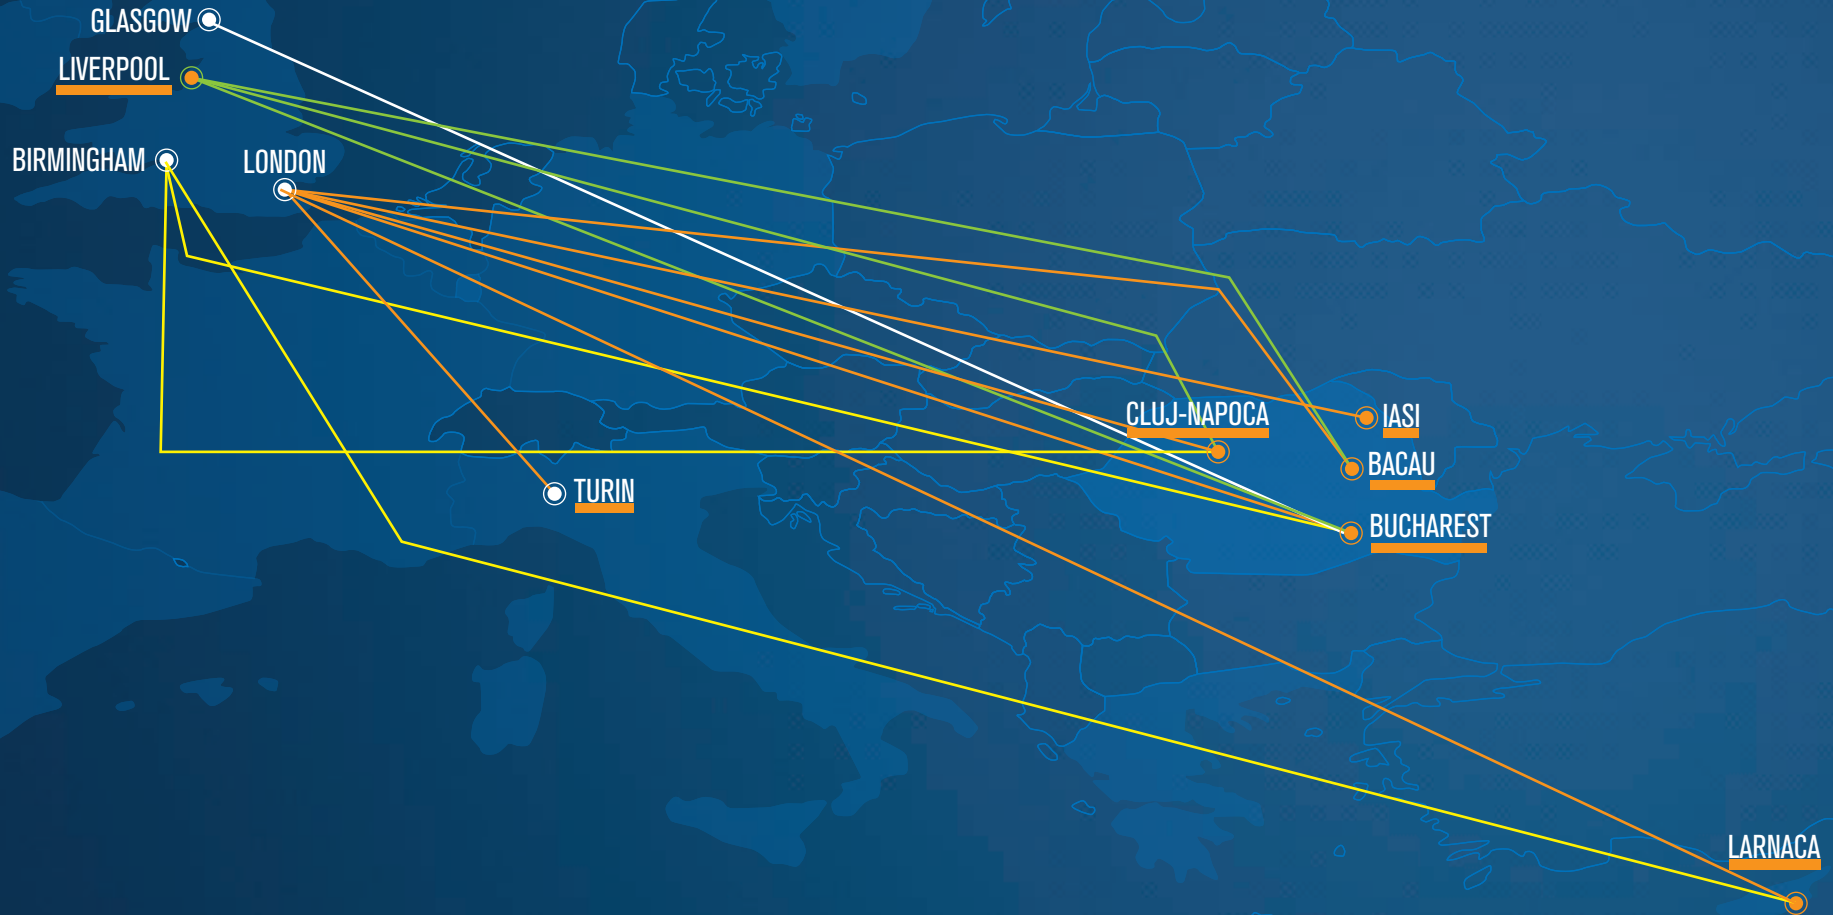 GLASGOW
LIVERPOOL
BIRMINGHAM
LONDON
CLUJ-NAPOCA
IASI
BACAU
TURIN
BUCHAREST
LARNACA